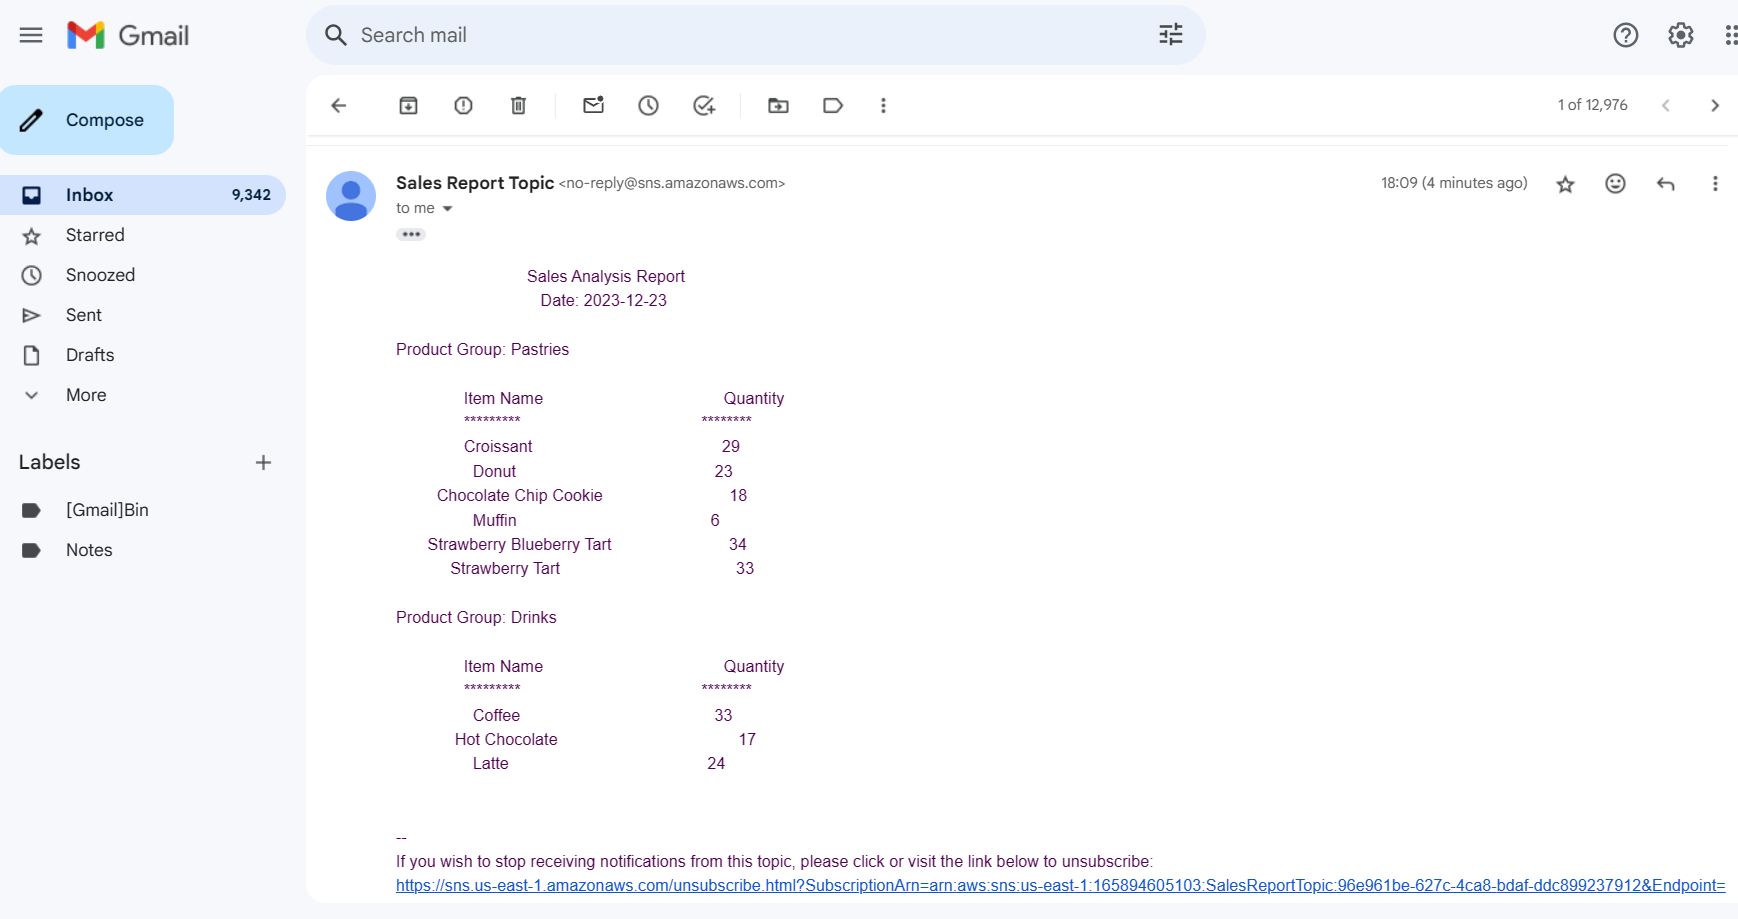 Gmail
Search mail
Compose
1 of 12,976
Inbox 9,342
Starred
Snoozed
Sent
Drafts
More
Labels
[Gmail]Bin
Notes
Sales Report Topic <no-reply@sns.amazonaws.com>
18:09 (4 minutes ago)
to me
Sales Analysis Report
Date: 2023-12-23
Product Group: Pastries
Item Name Quantity
********* ********
Croissant 29
Donut 23
Chocolate Chip Cookie 18
Muffin 6
Strawberry Blueberry Tart 34
Strawberry Tart 33
Product Group: Drinks
Item Name Quantity
********* ********
Coffee 33
Hot Chocolate 17
Latte 24
--
If you wish to stop receiving notifications from this topic, please click or visit the link below to unsubscribe:
https://sns.us-east-1.amazonaws.com/unsubscribe.html?SubscriptionArn=arn:aws:sns:us-east-1:165894605103:SalesReportTopic:96e961be-627c-4ca8-bdaf-ddc899237912&Endpoint=